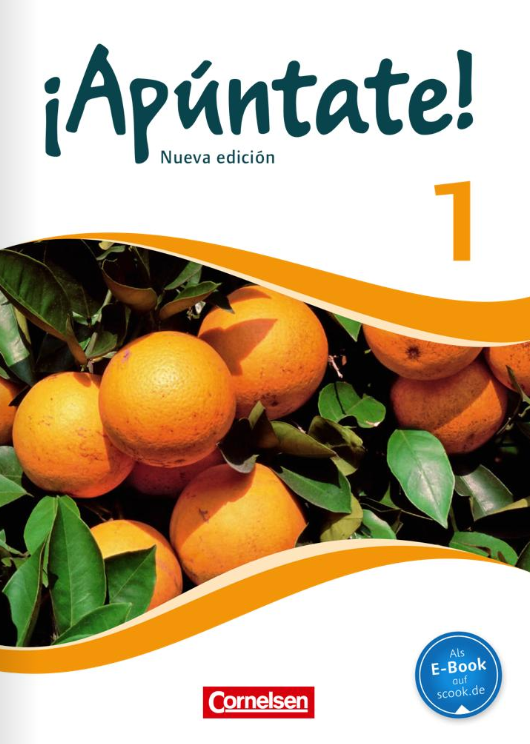 ¡Apúntate!
Nueva edición
1
Cornelsen
Als
E-Book
auf
scook.de